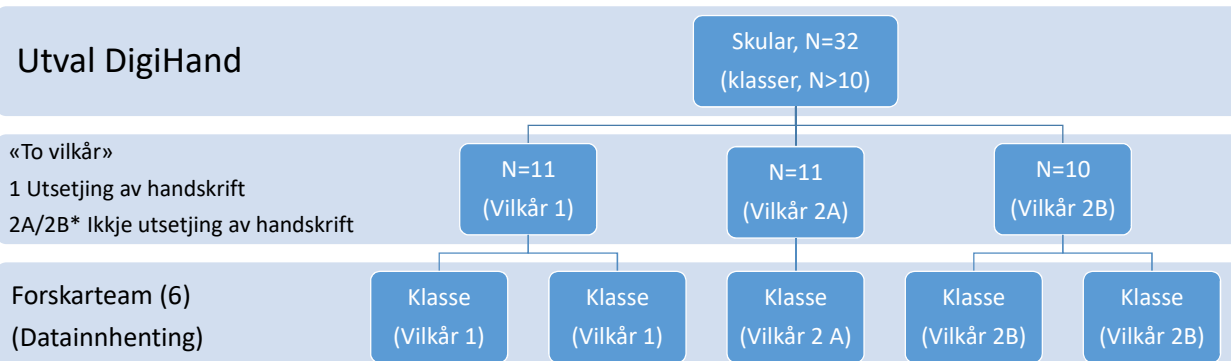 Utval DigiHand
Skular, N=32
(klasser, N>10)
«To vilkår»
1 Utsetjing av handskrift
2A/2B* Ikkje utsetjing av handskrift
N=11
(Vilkår 1)
N=11
(Vilkår 2A)
N=10
(Vilkår 2B)
Forskarteam (6)
(Datainnhenting)
Klasse
(Vilkår 1)
Klasse
(Vilkår 1)
Klasse
(Vilkår 2 A)
Klasse
(Vilkår 2B)
Klasse
(Vilkår 2B)